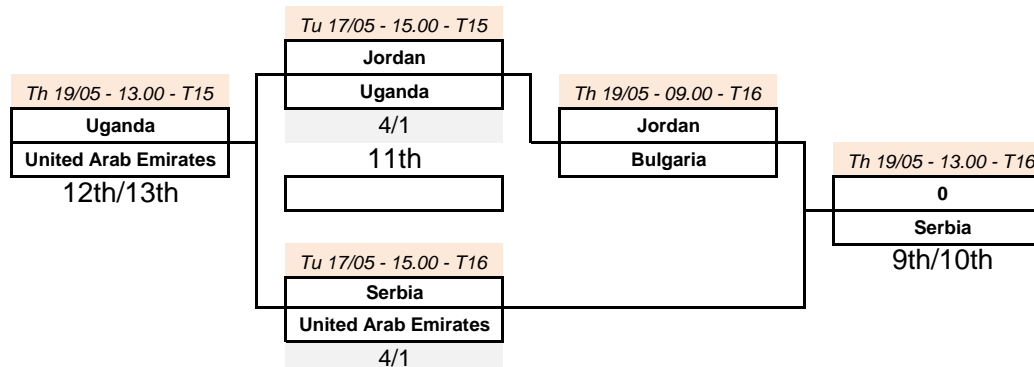 Tu 17/05 - 15.00 - T15
Jordan
Uganda
4/1
11th
Th 19/05 - 13.00 - T15
Uganda
United Arab Emirates
12th/13th
Th 19/05 - 09.00 - T16
Jordan
Bulgaria
Th 19/05 - 13.00 - T16
0
Serbia
9th/10th
Tu 17/05 - 15.00 - T16
Serbia
United Arab Emirates
4/1